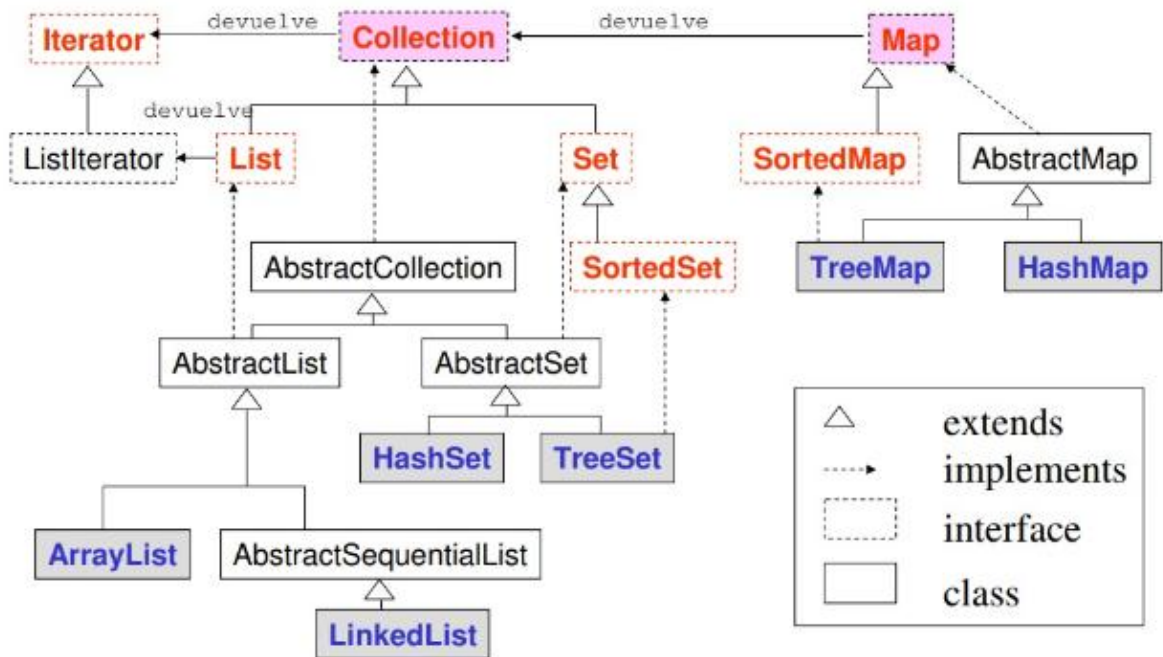 devuelve
devuelve
Iterator
Collection
Map
devuelve
ListIterator
List
Set
SortedMap
AbstractMap
AbstractCollection
SortedSet
TreeMap
HashMap
AbstractList
AbstractSet
HashSet
TreeSet
ArrayList
AbstractSequentialList
LinkedList
extends
implements
interface
class